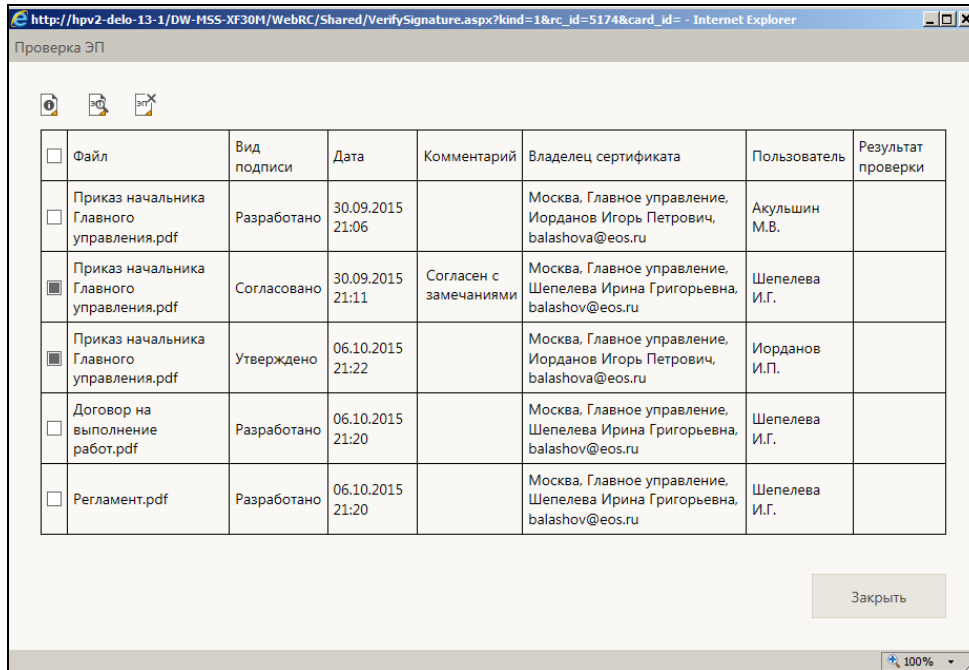 http://hpv2-delo-13-1/DW-MSS-XF30M/WebRC/Shared/VerifySignature.aspx?kind=1&rc_id=5174&card_id= - Internet Explorer
Проверка ЭП
ЭП
ЭП
Файл
Вид
подписи
Дата
Комментарий
Владелец сертификата
Пользователь
Результат
проверки
Приказ начальника
Главного
управления.pdf
Разработано
30.09.2015
21:06
Москва, Главное управление,
Иорданов Игорь Петрович,
balashova@eos.ru
Акульшин
М.В.
Приказ начальника
Главного
управления.pdf
Согласовано
30.09.2015
21:11
Согласен с
замечаниями
Москва, Главное управление,
Шепелева Ирина Григорьевна,
balashov@eos.ru
Шепелева
И.Г.
Приказ начальника
Главного
управления.pdf
Утверждено
06.10.2015
21:22
Москва, Главное управление,
Иорданов Игорь Петрович,
balashova@eos.ru
Иорданов
И.П.
Договор на
выполнение
работ.pdf
Разработано
06.10.2015
21:20
Москва, Главное управление,
Шепелева Ирина Григорьевна,
balashov@eos.ru
Шепелева
И.Г.
Регламент.pdf
Разработано
06.10.2015
21:20
Москва, Главное управление,
Шепелева Ирина Григорьевна,
balashov@eos.ru
Шепелева
И.Г.
Закрыть
100%